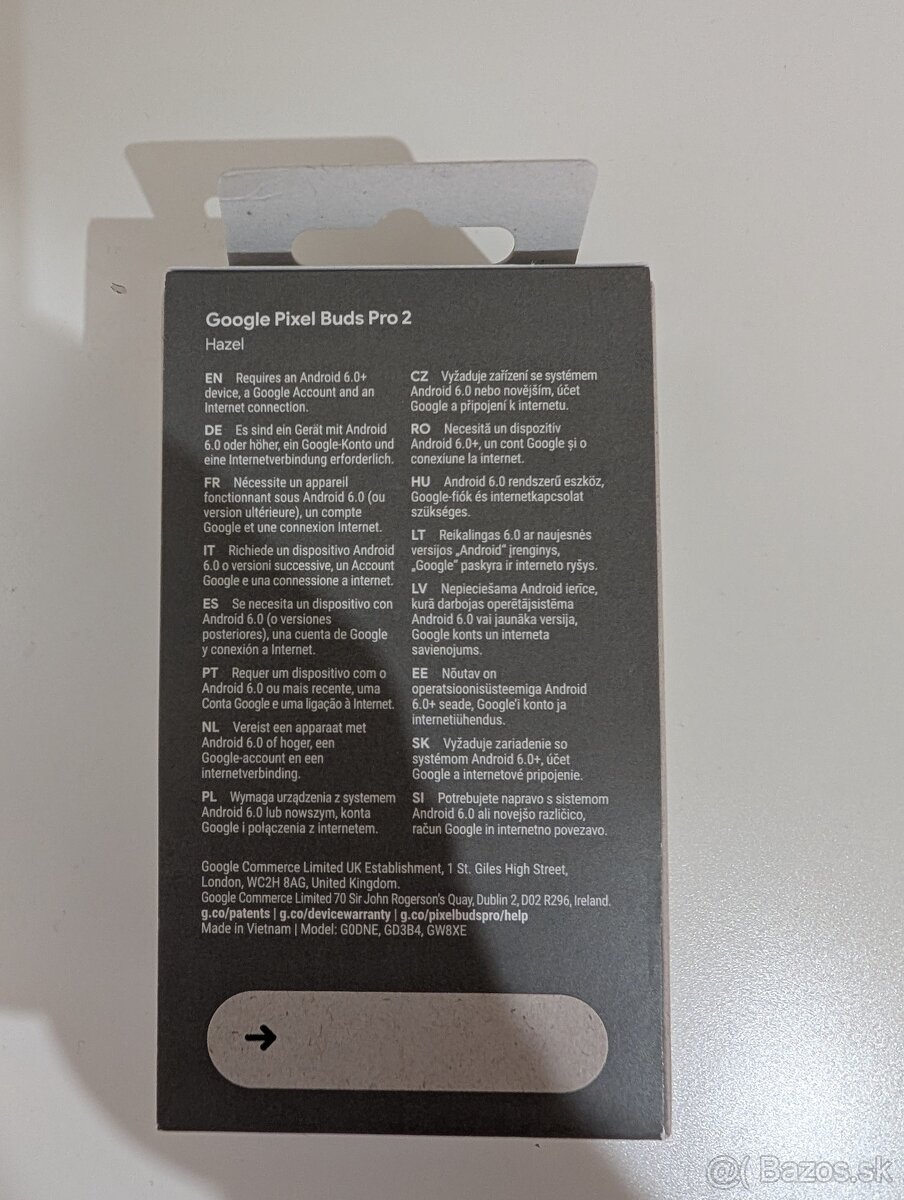 Google Pixel Buds Pro 2
Hazel
EN Requires an Android 6.0+
device, a Google Account and an
Internet connection.
DE Es sind ein Gerät mit Android
6.0 oder höher, ein Google-Konto und
eine Internetverbindung erforderlich.
FR Nécessite un appareil
fonctionnant sous Android 6.0 (ou
version ultérieure), un compte
Google et une connexion Internet.
IT Richiede un dispositivo Android
6.0 o versioni successive, un Account
Google e una connessione a internet.
ES Se necesita un dispositivo con
Android 6.0 (o versiones
posteriores), una cuenta de Google
y conexión a Internet.
PT Requer um dispositivo com o
Android 6.0 ou mais recente, uma
Conta Google e uma ligação à Internet.
NL Vereist een apparaat met
Android 6.0 of hoger, een
Google-account en een
internetverbinding.
PL Wymaga urządzenia z systemem
Android 6.0 lub nowszym, konta
Google i połączenia z internetem.
CZ Vyžaduje zařízení se systémem
Android 6.0 nebo novějším, účet
Google a připojení k internetu.
RO Necesită un dispozitiv
Android 6.0+, un cont Google și o
conexiune la internet.
HU Android 6.0 rendszerű eszköz,
Google-fiók és internetkapcsolat
szükséges.
LT Reikalingas 6.0 ar naujesnės
versijos „Android“ įrenginys,
„Google“ paskyra ir interneto ryšys.
LV Nepieciešama Android ierīce,
kurā darbojas operētājsistēma
Android 6.0 vai jaunāka versija,
Google konts un interneta
savienojums.
EE Nõutav on
operatsioonisüsteemiga Android
6.0+ seade, Google'i konto ja
internetiühendus.
SK Vyžaduje zariadenie so
systémom Android 6.0+, účet
Google a internetové pripojenie.
SI Potrebujete napravo s sistemom
Android 6.0 ali novejšo različico,
račun Google in internetno povezavo.
Google Commerce Limited UK Establishment, 1 St. Giles High Street,
London, WC2H 8AG, United Kingdom.
Google Commerce Limited 70 Sir John Rogerson's Quay, Dublin 2, D02 R296, Ireland.
g.co/patents | g.co/devicewarranty | g.co/pixelbudspro/help
Made in Vietnam | Model: G0DNE, GD3B4, GW8XE
@( Bazos.sk